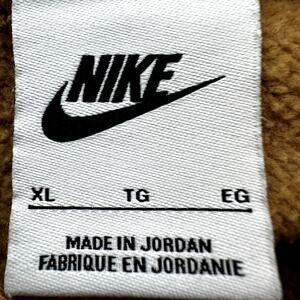 NIKE
XL TG EG
MADE IN JORDAN
FABRIQUE EN JORDANIE